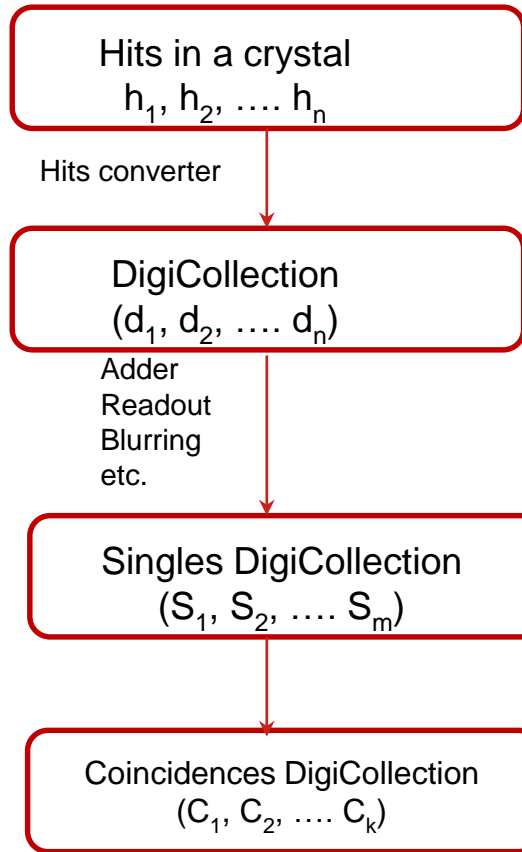 Hits in a crystal
h₁, h₂, …. hₙ
Hits converter
DigiCollection
(d₁, d₂, …. dₙ)
Adder
Readout
Blurring
etc.
Singles DigiCollection
(S₁, S₂, …. Sₘ)
Coincidences DigiCollection
(C₁, C₂, …. Cₖ)